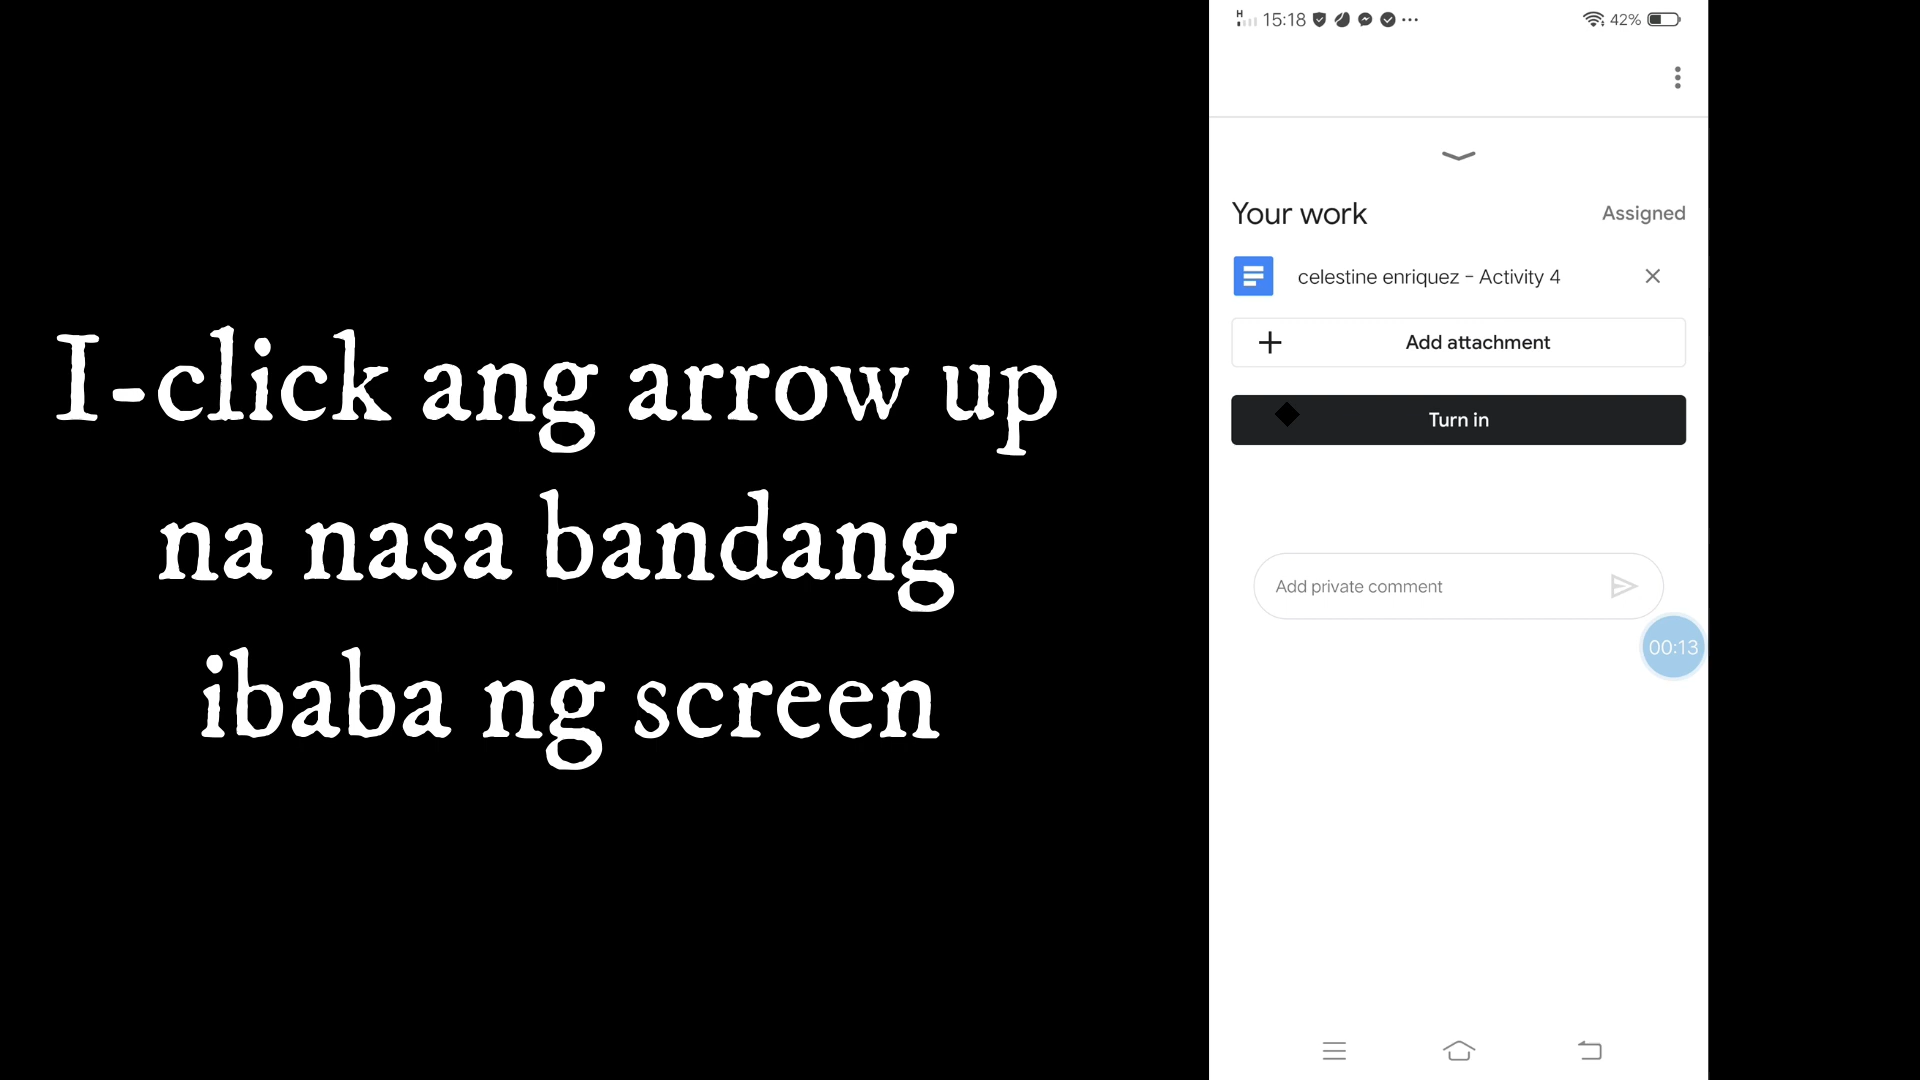 I-click ang arrow up
na nasa bandang
ibaba ng screen
H 15:18 42%
Your work Assigned
celestine enriquez - Activity 4
Add attachment
Turn in
Add private comment
00:13